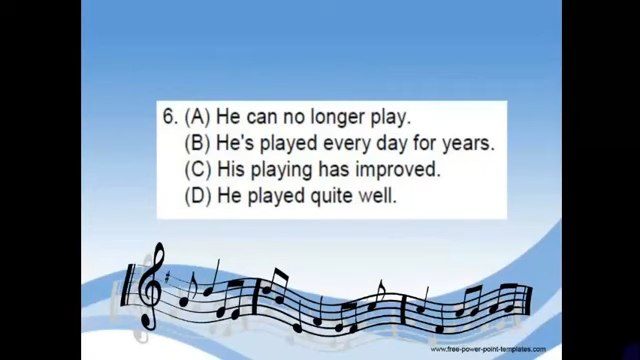 6. (A) He can no longer play.
(B) He's played every day for years.
(C) His playing has improved.
(D) He played quite well.
www.free-power-point-templates.com